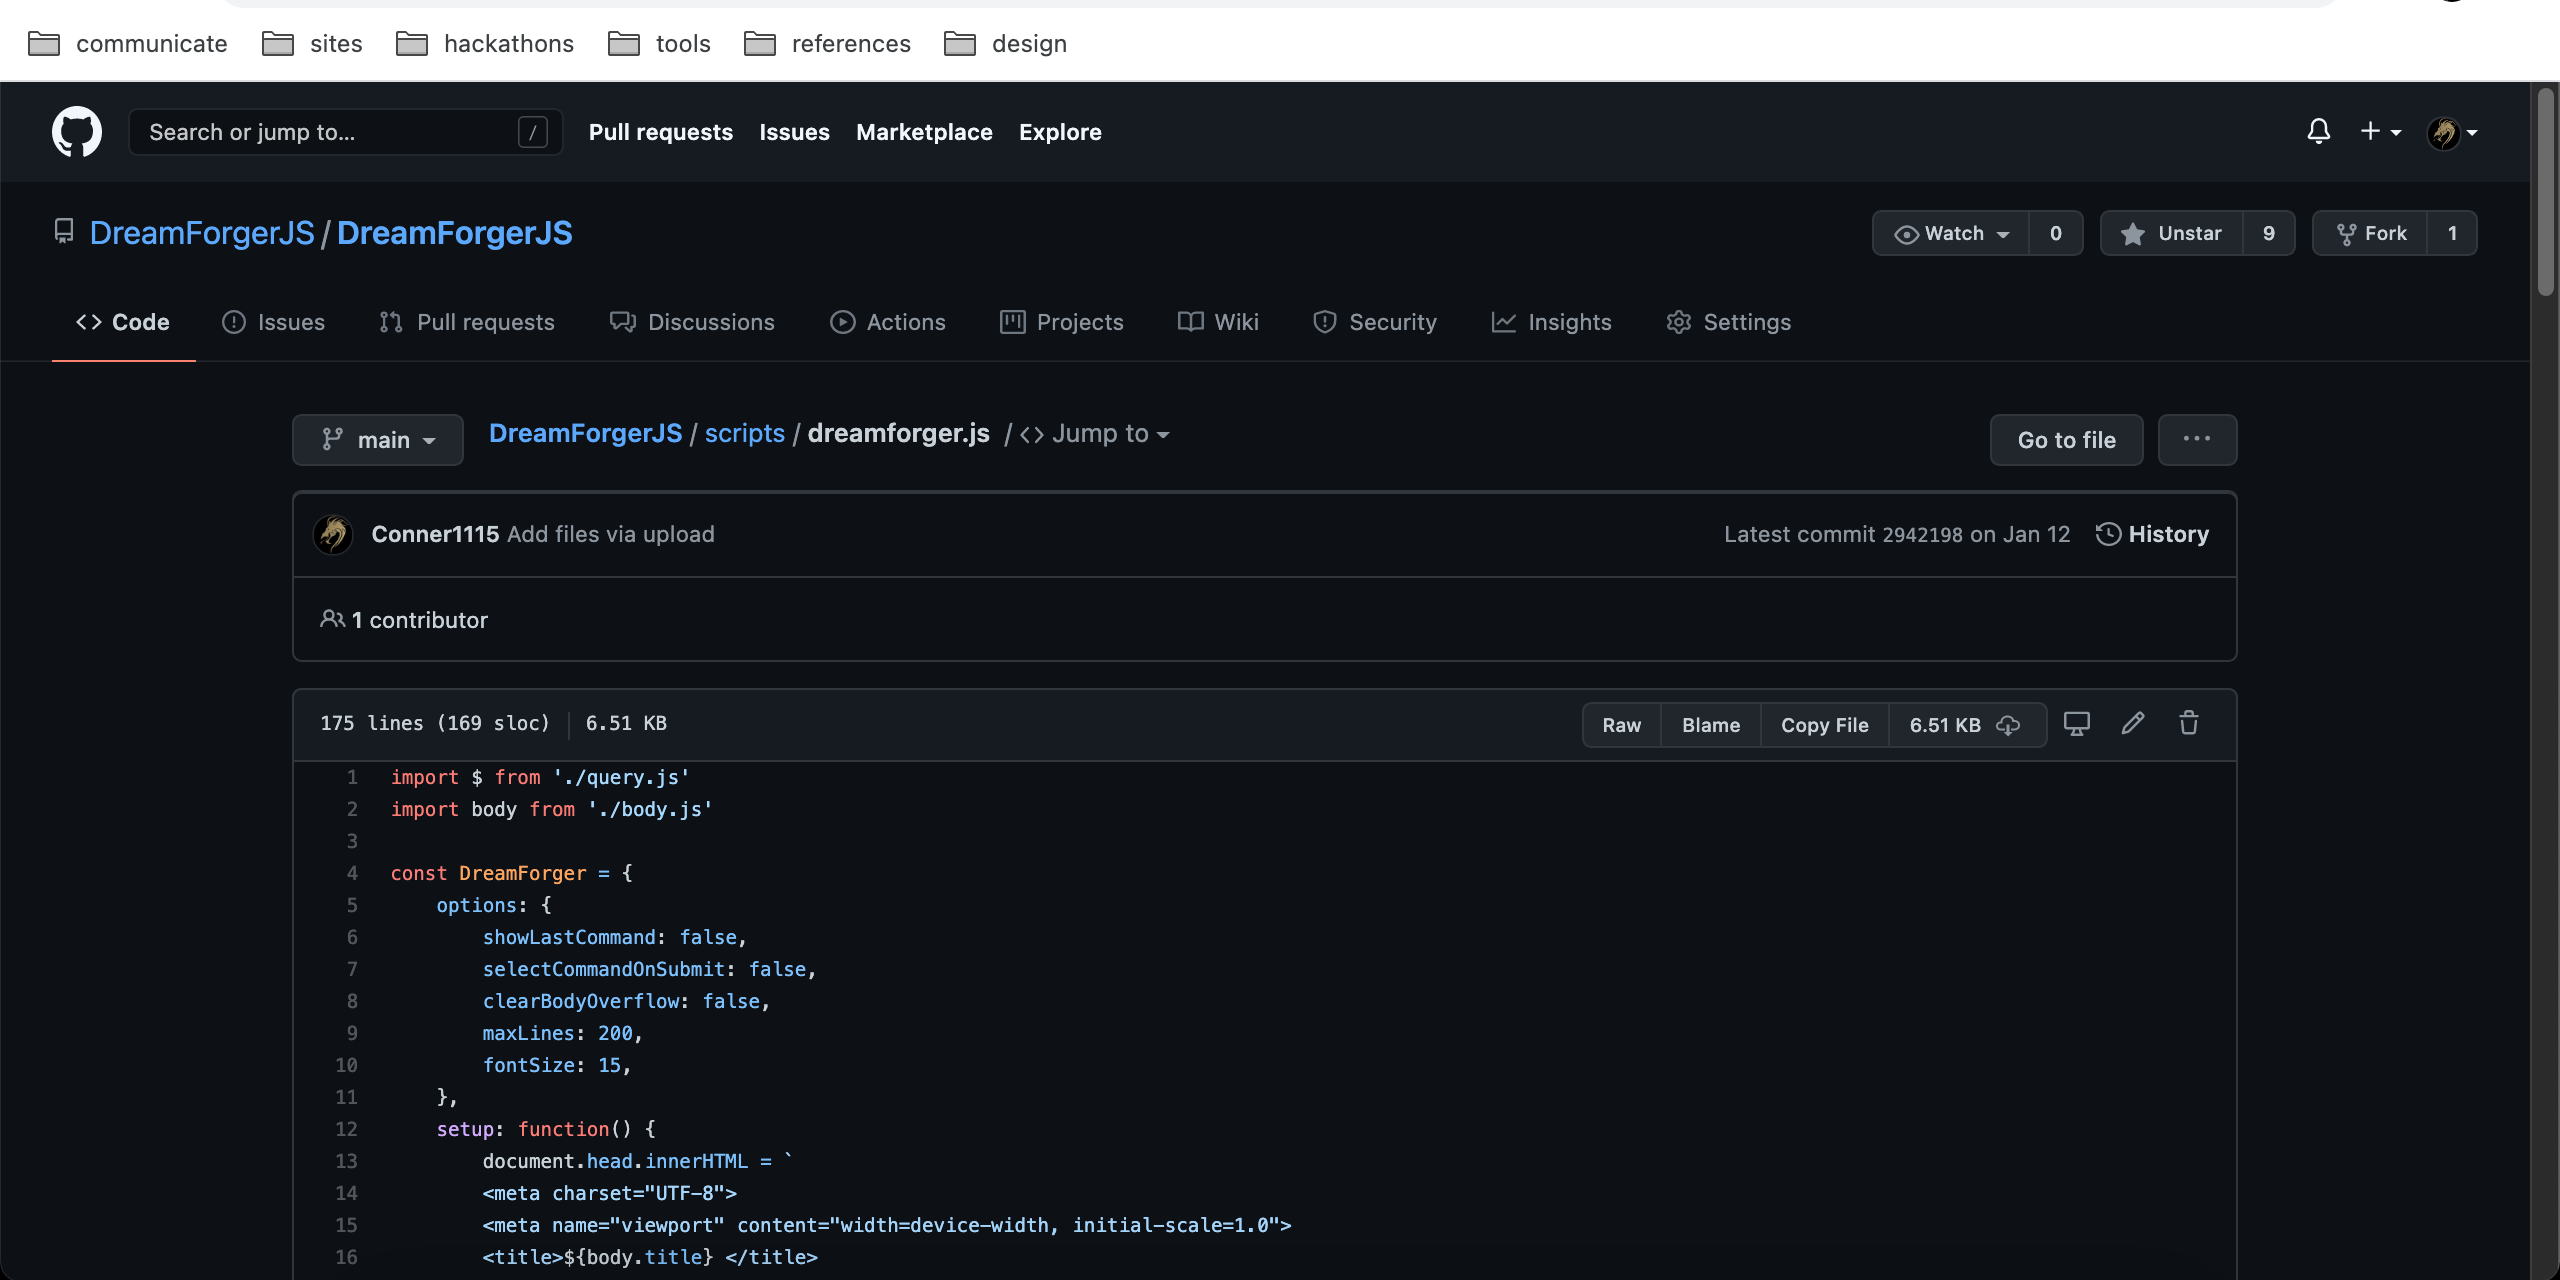 communicate sites hackathons tools references design
Search or jump to... / Pull requests Issues Marketplace Explore
DreamForgerJS / DreamForgerJS Watch 0 Unstar 9 Fork 1
Code Issues Pull requests Discussions Actions Projects Wiki Security Insights Settings
main DreamForgerJS / scripts / dreamforger.js / <> Jump to Go to file ...
Conner1115 Add files via upload Latest commit 2942198 on Jan 12 History
1 contributor
175 lines (169 sloc) 6.51 KB Raw Blame Copy File 6.51 KB
1 import $ from './query.js'
2 import body from './body.js'
3
4 const DreamForger = {
5 options: {
6 showLastCommand: false,
7 selectCommandOnSubmit: false,
8 clearBodyOverflow: false,
9 maxLines: 200,
10 fontSize: 15,
11 },
12 setup: function() {
13 document.head.innerHTML = `
14 <meta charset="UTF-8">
15 <meta name="viewport" content="width=device-width, initial-scale=1.0">
16 <title>${body.title} </title>